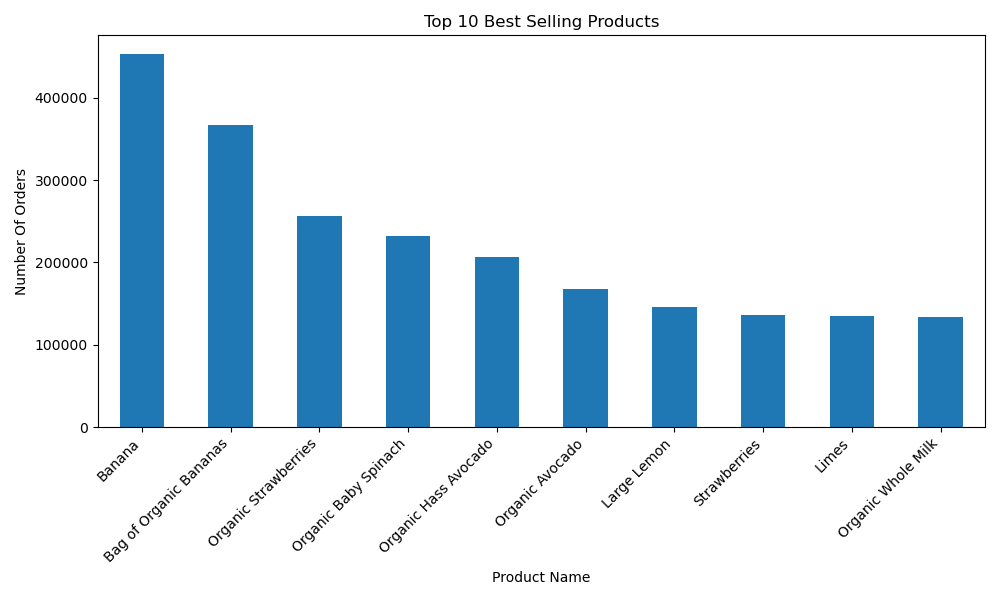 Top 10 Best Selling Products
Number Of Orders
400000
300000
200000
100000
0
Banana
Bag of Organic Bananas
Organic Strawberries
Organic Baby Spinach
Organic Hass Avocado
Organic Avocado
Large Lemon
Strawberries
Limes
Organic Whole Milk
Product Name